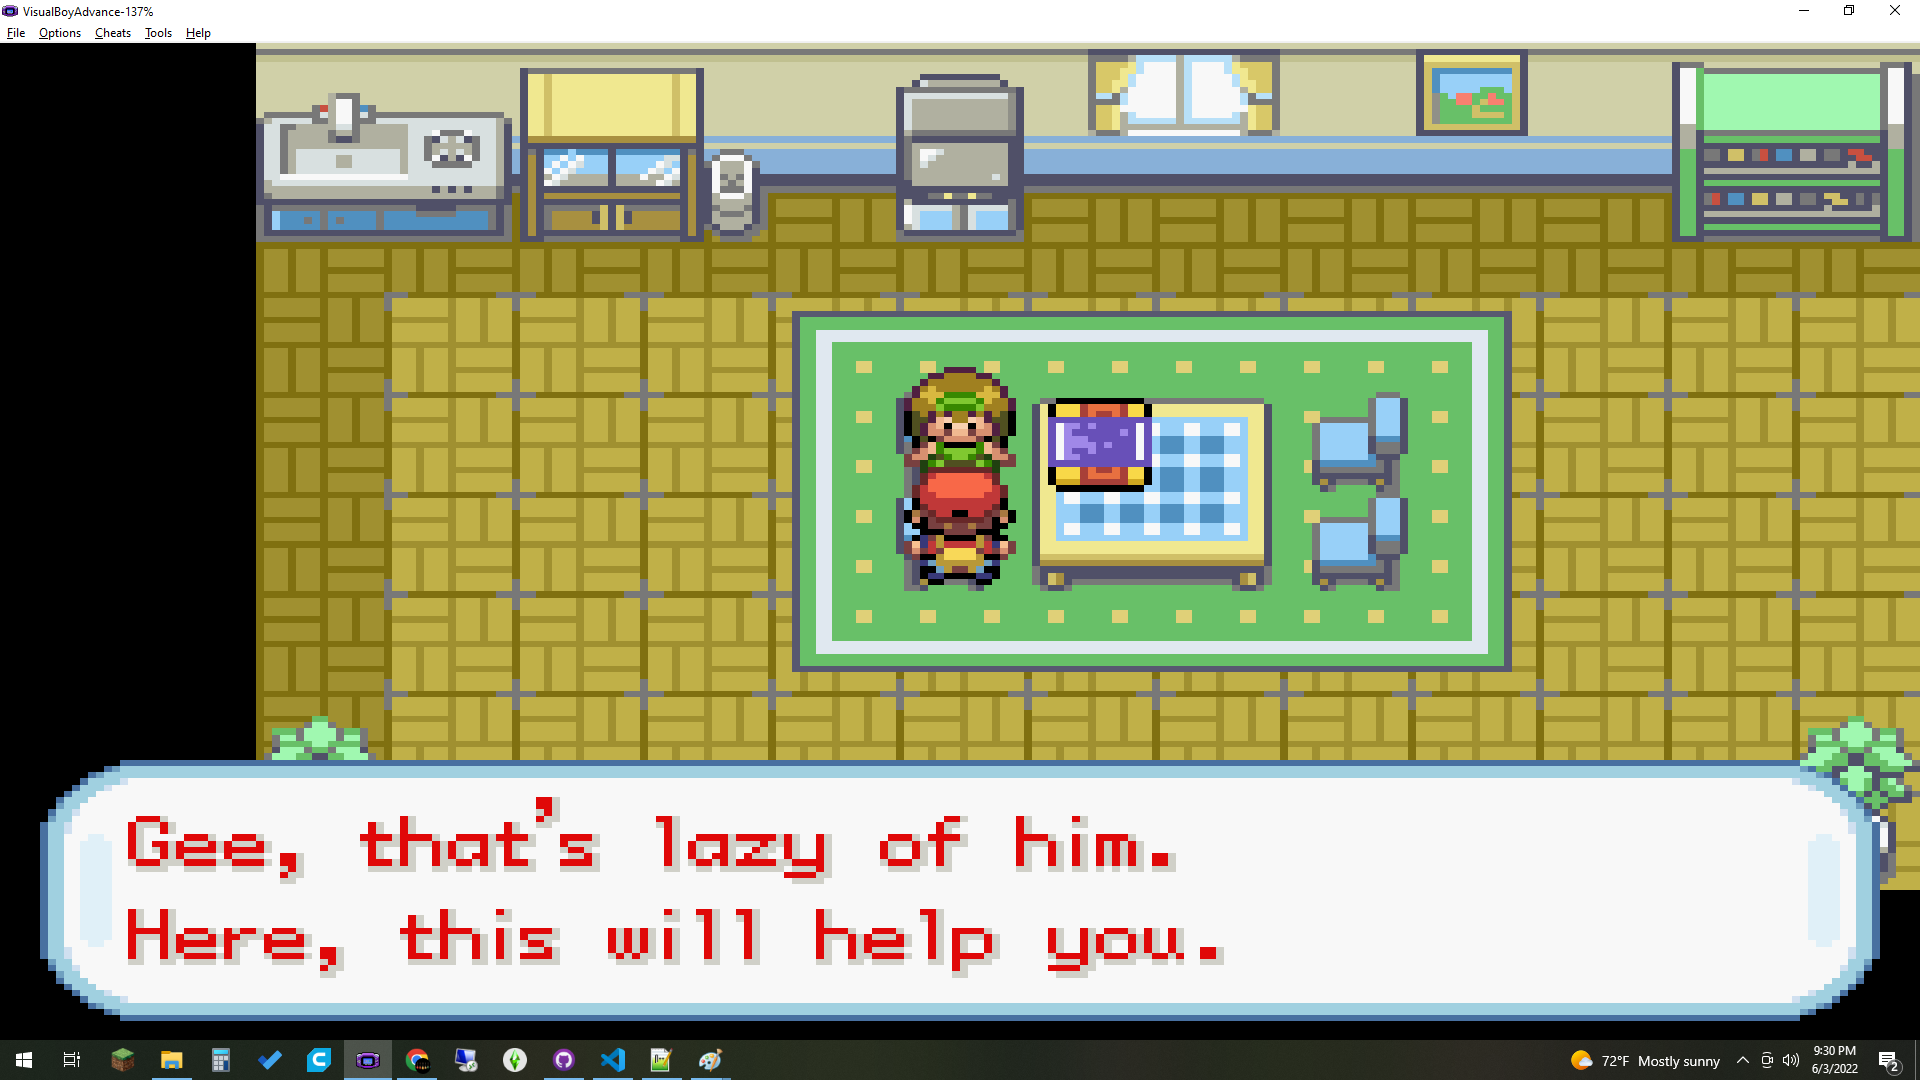 VisualBoyAdvance-137%
File Options Cheats Tools Help
Gee, that's lazy of him.
Here, this will help you.
72°F Mostly sunny
9:30 PM
6/3/2022
2